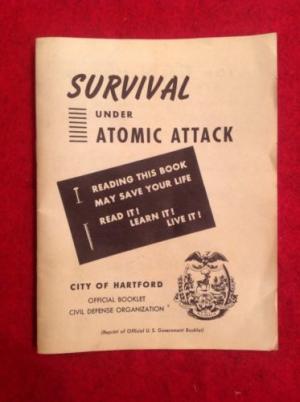 SURVIVAL
UNDER
ATOMIC ATTACK
READING THIS BOOK
MAY SAVE YOUR LIFE
READ IT!
LEARN IT!
LIVE IT!
CITY OF HARTFORD
OFFICIAL BOOKLET
CIVIL DEFENSE ORGANIZATION
(Reprint of Official U. S. Government Booklet)